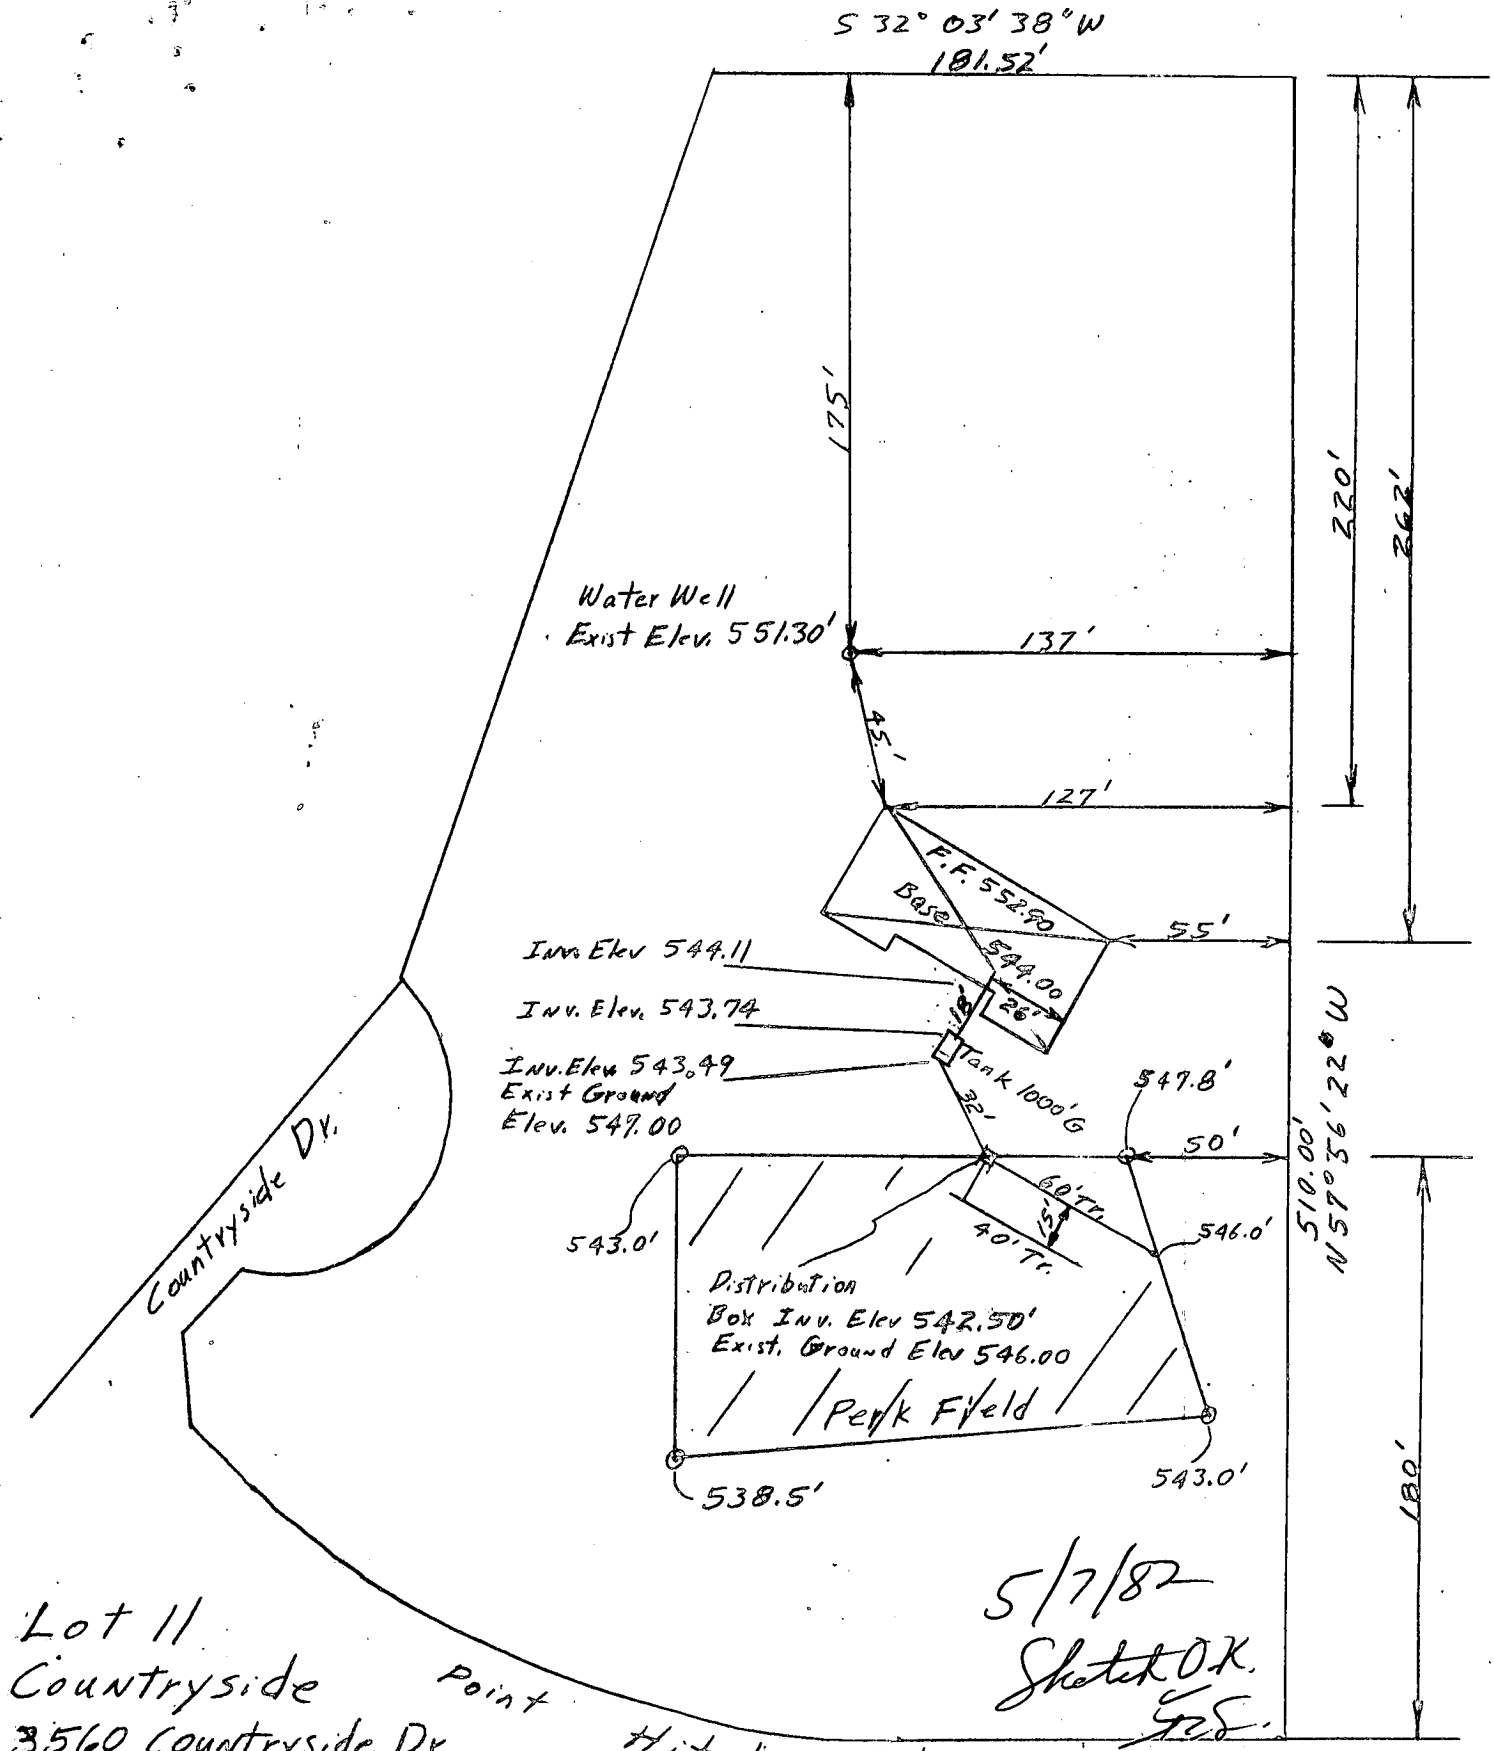 S 32° 03' 38" W
181.52'
175'
220'
262'
Water Well
Exist Elev. 551.30'
137'
45'
127'
F.F. 552.90
Base
544.00
55'
Inv. Elev 544.11
18'
26'
Inv. Elev. 543.74
Inv. Elev 543.49
Exist Ground
Elev. 547.00
Tank 1000 G
32'
547.8'
50'
510.00'
N 57° 56' 22" W
Countryside Dr.
543.0'
60' Tr.
15'
40' Tr.
546.0'
Distribution
Box Inv. Elev 542.50'
Exist. Ground Elev 546.00
Perk Field
538.5'
543.0'
180'
5/7/82
Sketch O.K.
Lot 11
Countryside
3560 Countryside Dr
Point